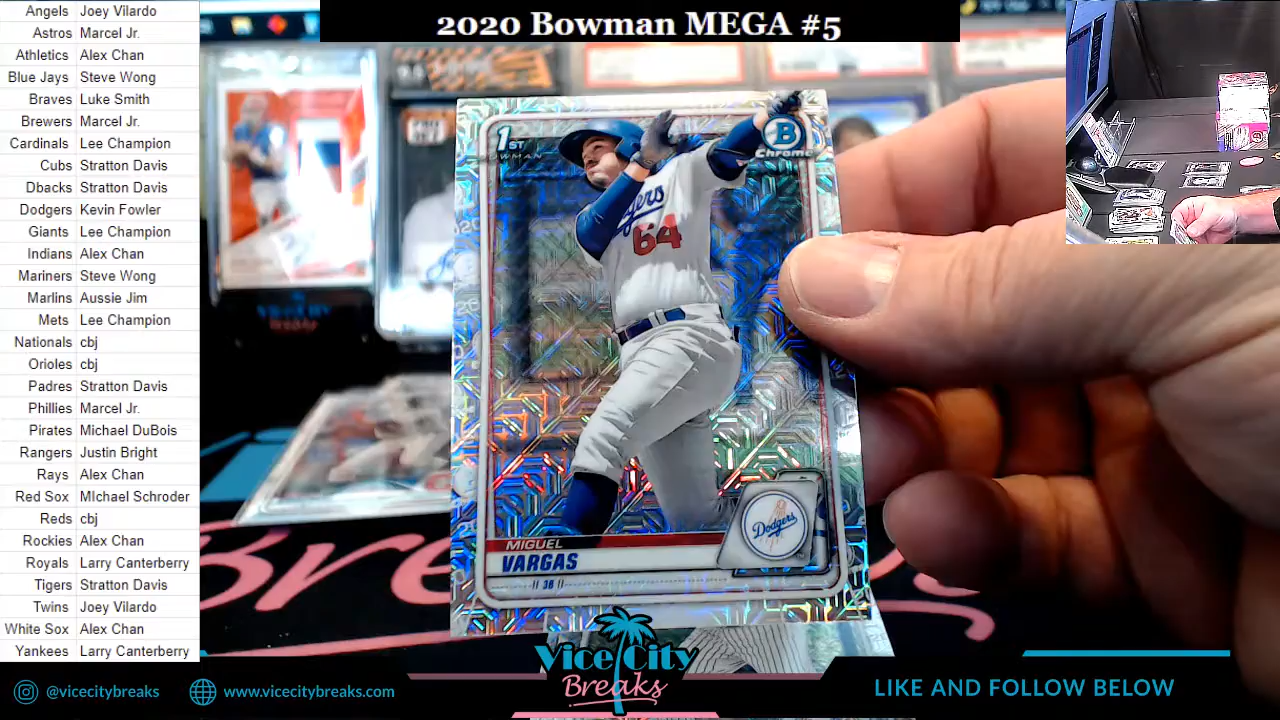 2020 Bowman MEGA #5
Angels Joey Vilardo
Astros Marcel Jr.
Athletics Alex Chan
Blue Jays Steve Wong
Braves Luke Smith
Brewers Marcel Jr.
Cardinals Lee Champion
Cubs Stratton Davis
Dbacks Stratton Davis
Dodgers Kevin Fowler
Giants Lee Champion
Indians Alex Chan
Mariners Steve Wong
Marlins Aussie Jim
Mets Lee Champion
Nationals cbj
Orioles cbj
Padres Stratton Davis
Phillies Marcel Jr.
Pirates Michael DuBois
Rangers Justin Bright
Rays Alex Chan
Red Sox MIchael Schroder
Reds cbj
Rockies Alex Chan
Royals Larry Canterberry
Tigers Stratton Davis
Twins Joey Vilardo
White Sox Alex Chan
Yankees Larry Canterberry
1ST
BOWMAN
B
Chrome
64
Dodgers
MIGUEL
VARGAS
3B
Vice City
Breaks
@vicecitybreaks
www.vicecitybreaks.com
LIKE AND FOLLOW BELOW